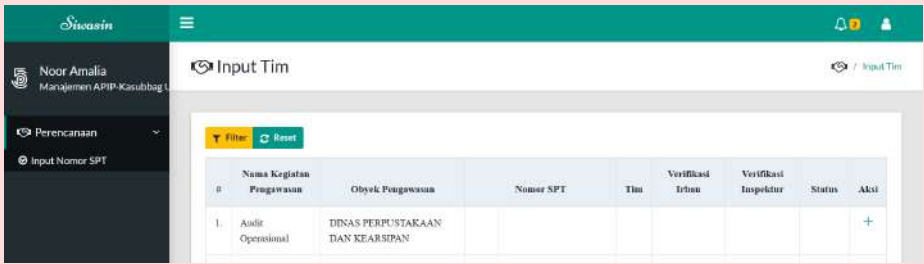 Siwasin
2
Noor Amalia
Manajemen APIP-Kasubbag
Input Tim
/ Input Tim
Perencanaan
Input Nomor SPT
Filter Reset
# Nama Kegiatan Pengawasan Obyek Pengawasan Nomor SPT Tim Verifikasi Irban Verifikasi Inspektur Status Aksi
1. Audit Operasional DINAS PERPUSTAKAAN DAN KEARSIPAN +